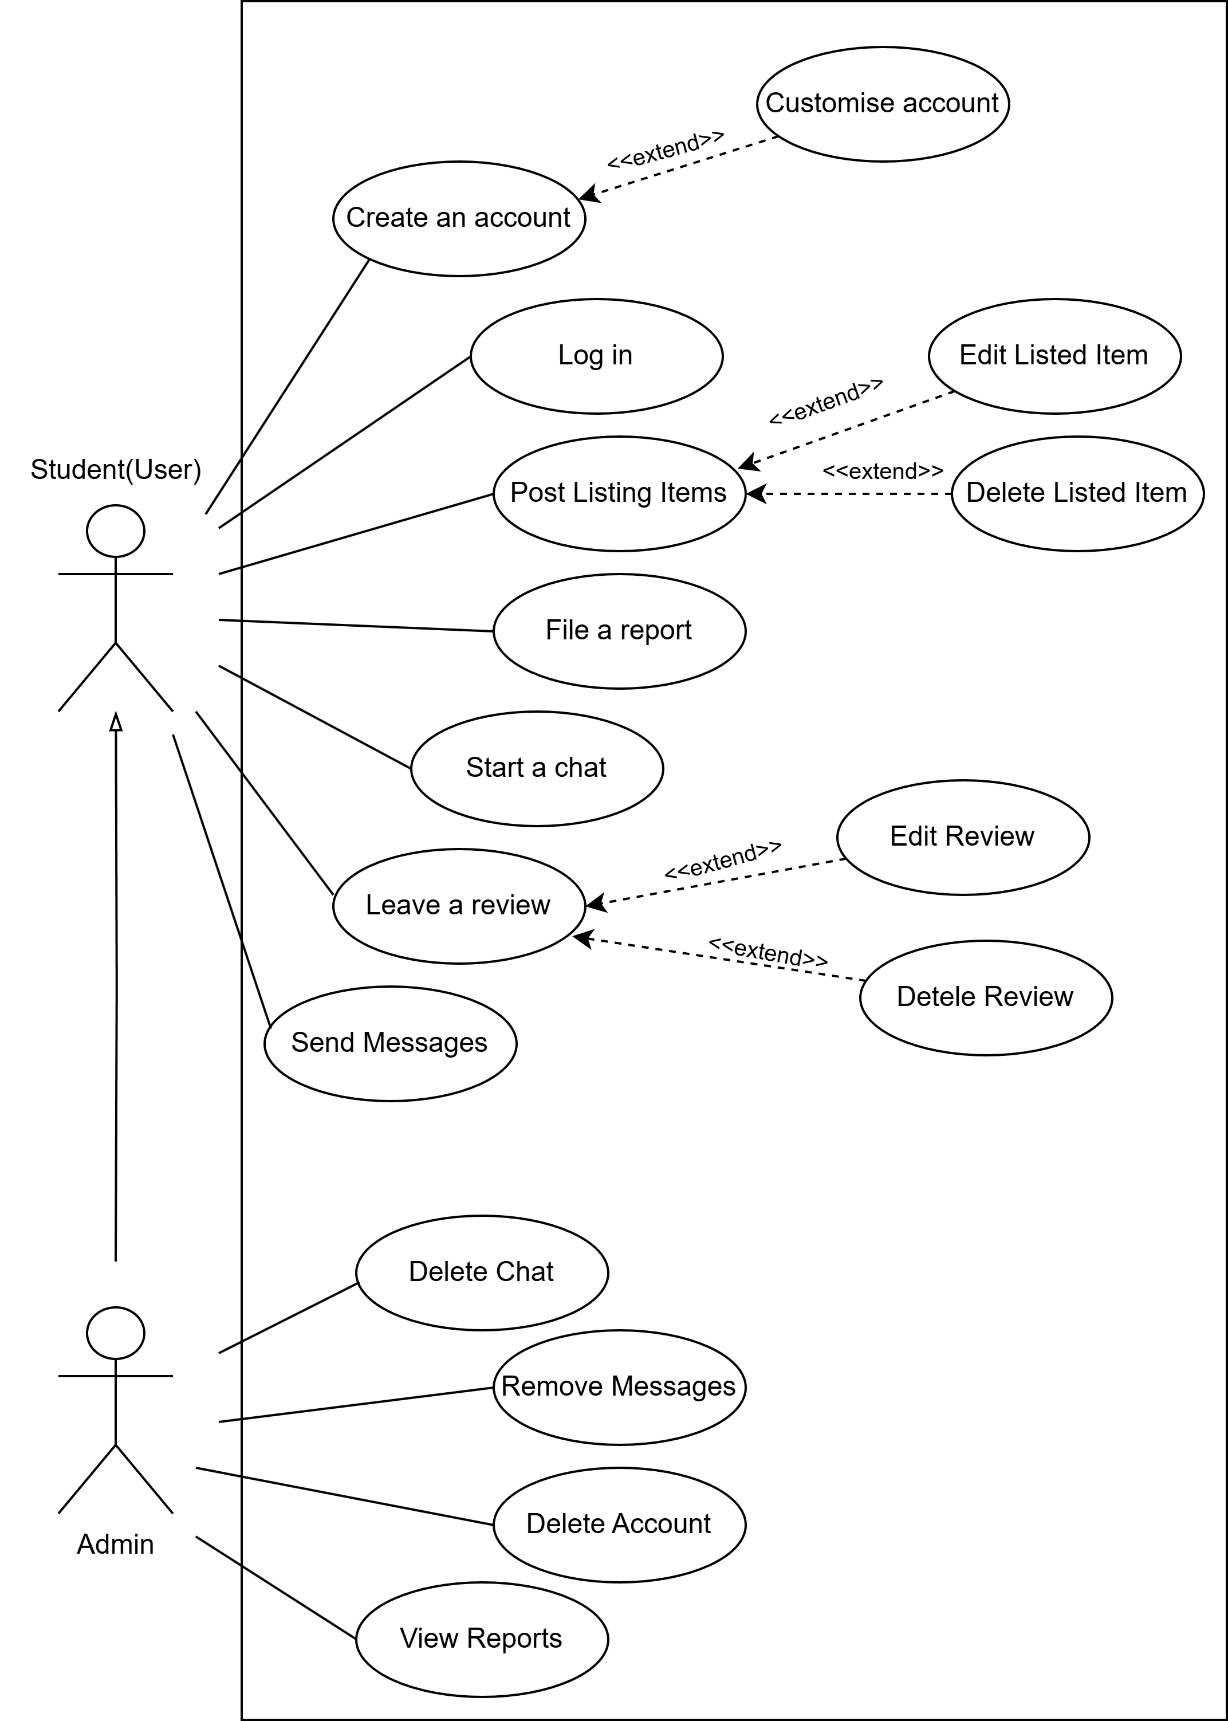 Customise account
<<extend>>
Create an account
Log in
Edit Listed Item
<<extend>>
Student(User)
<<extend>>
Post Listing Items
Delete Listed Item
File a report
Start a chat
Edit Review
<<extend>>
Leave a review
<<extend>>
Detele Review
Send Messages
Delete Chat
Remove Messages
Delete Account
Admin
View Reports